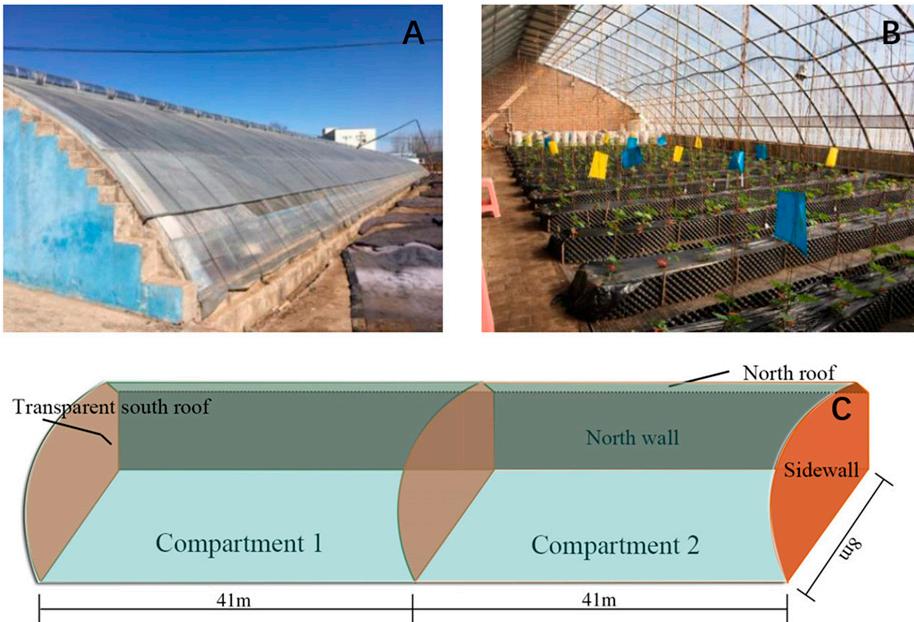 A
B
North roof
C
Transparent south roof
North wall
Sidewall
Compartment 1
Compartment 2
8m
41m
41m